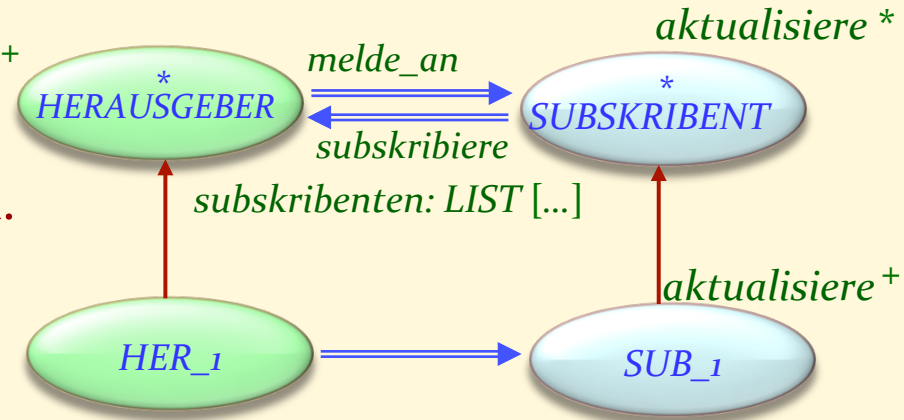 aktualisiere *
+
melde_an
*
HERAUSGEBER
*
SUBSKRIBENT
subskribiere
subskribenten: LIST [...]
.
aktualisiere +
HER_1
SUB_1